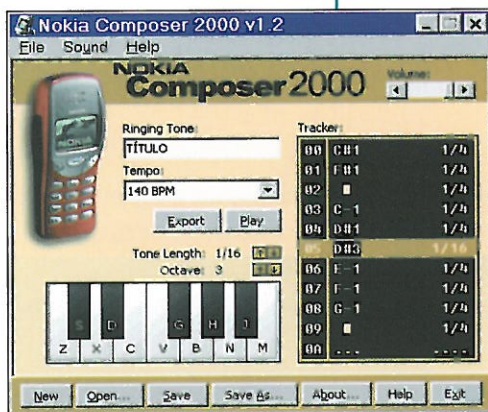 Nokia Composer 2000 v1.2
File Sound Help
NOKIA
Composer 2000
Volume:
NOKIA
Ringing Tone:
TÍTULO
Tempo:
140 BPM
Export Play
Tone Length: 1/16
Octave: 3
S D G H J
Z X C V B N M
Tracker:
00 C#1 1/4
01 F#1 1/4
02 1/4
03 C-1 1/4
04 D#1 1/4
05 D#3 1/16
06 E-1 1/4
07 F-1 1/4
08 G-1 1/4
09 1/4
0A .... ....
New Open... Save Save As... About... Help Exit